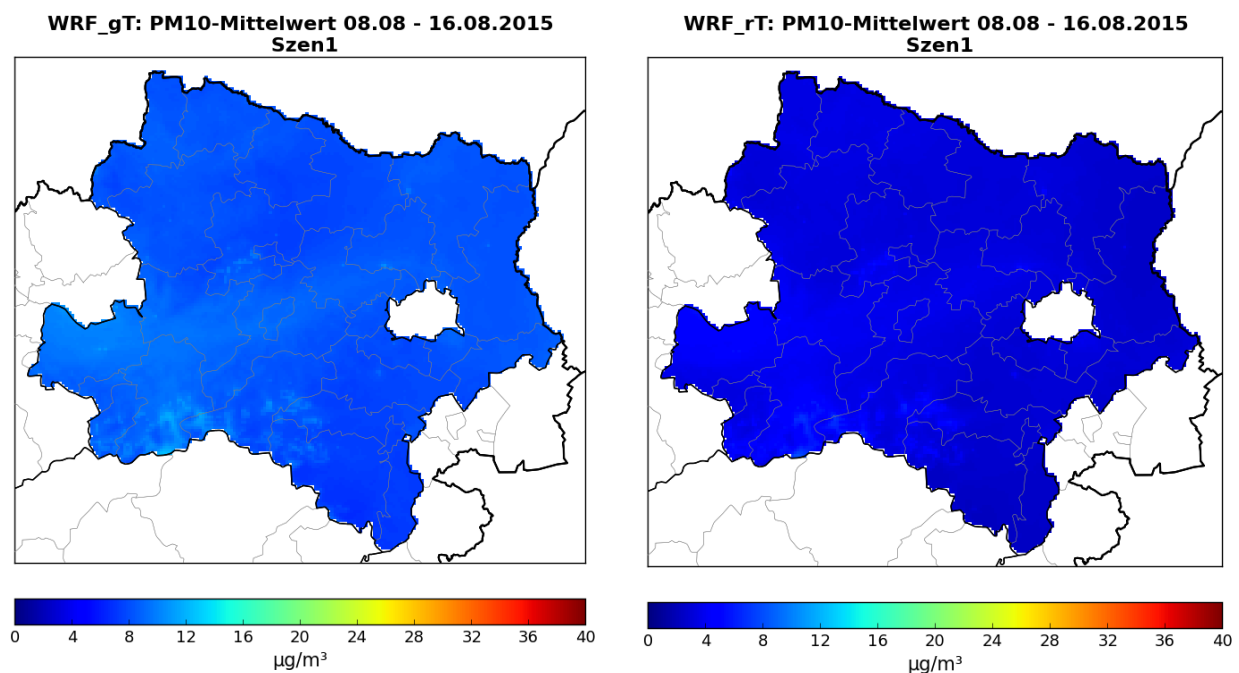 WRF_gT: PM10-Mittelwert 08.08 - 16.08.2015
Szen1
0 4 8 12 16 20 24 28 32 36 40
µg/m³
WRF_rT: PM10-Mittelwert 08.08 - 16.08.2015
Szen1
0 4 8 12 16 20 24 28 32 36 40
µg/m³